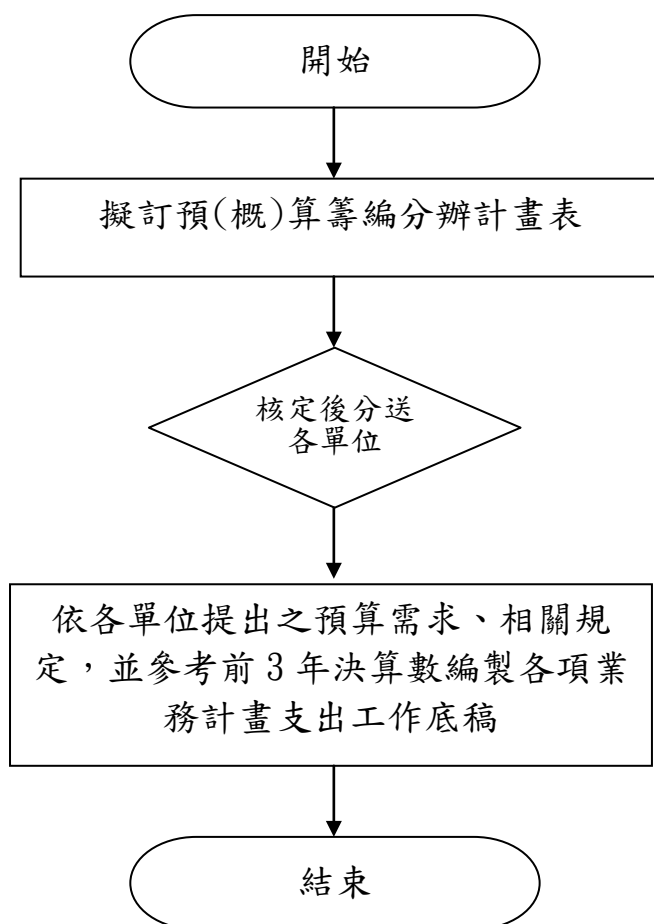 開始
擬訂預(概)算籌編分辦計畫表
核定後分送
各單位
依各單位提出之預算需求、相關規
定，並參考前3年決算數編製各項業
務計畫支出工作底稿
結束